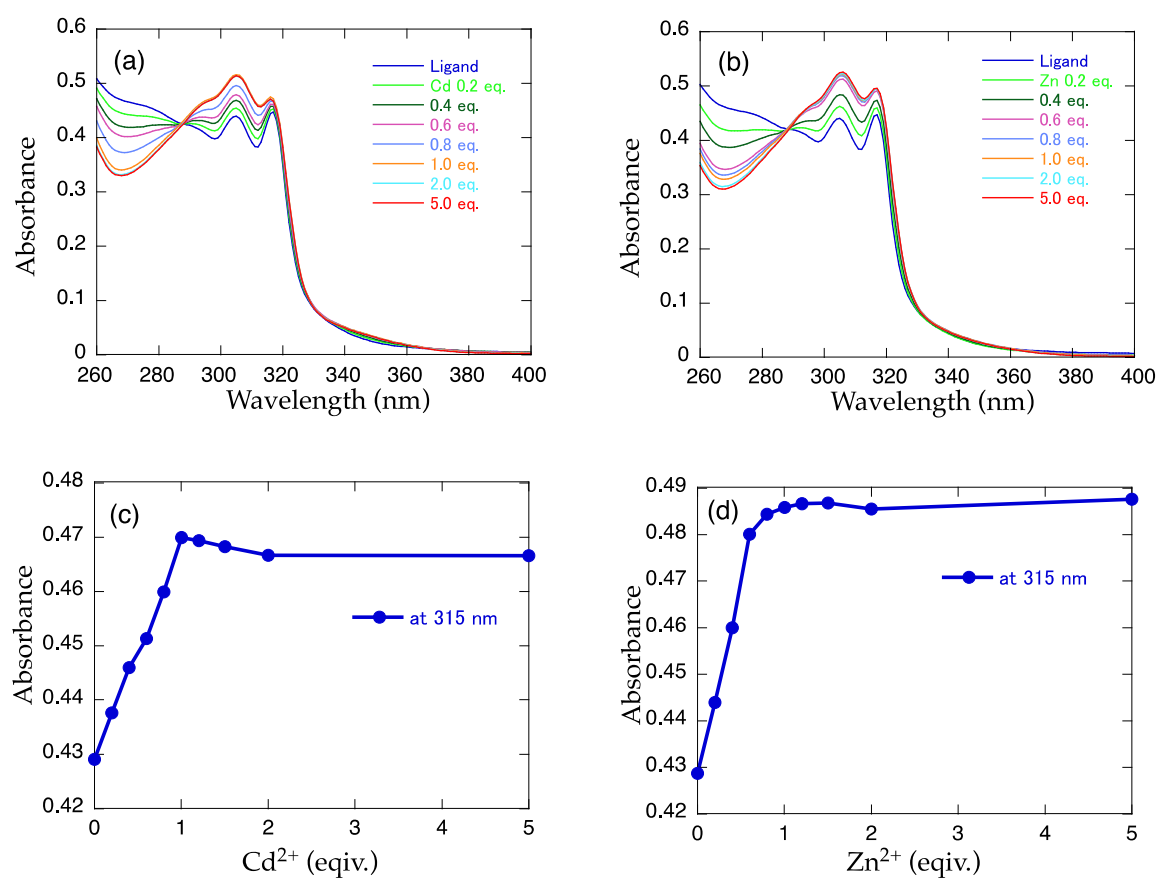 (a)
Absorbance
0.6
0.5
0.4
0.3
0.2
0.1
0
260 280 300 320 340 360 380 400
Wavelength (nm)
Ligand
Cd 0.2 eq.
0.4 eq.
0.6 eq.
0.8 eq.
1.0 eq.
2.0 eq.
5.0 eq.
(b)
Absorbance
0.6
0.5
0.4
0.3
0.2
0.1
0
260 280 300 320 340 360 380 400
Wavelength (nm)
Ligand
Zn 0.2 eq.
0.4 eq.
0.6 eq.
0.8 eq.
1.0 eq.
2.0 eq.
5.0 eq.
(c)
Absorbance
0.48
0.47
0.46
0.45
0.44
0.43
0.42
0 1 2 3 4 5
Cd²⁺ (eqiv.)
at 315 nm
(d)
Absorbance
0.49
0.48
0.47
0.46
0.45
0.44
0.43
0.42
0 1 2 3 4 5
Zn²⁺ (eqiv.)
at 315 nm